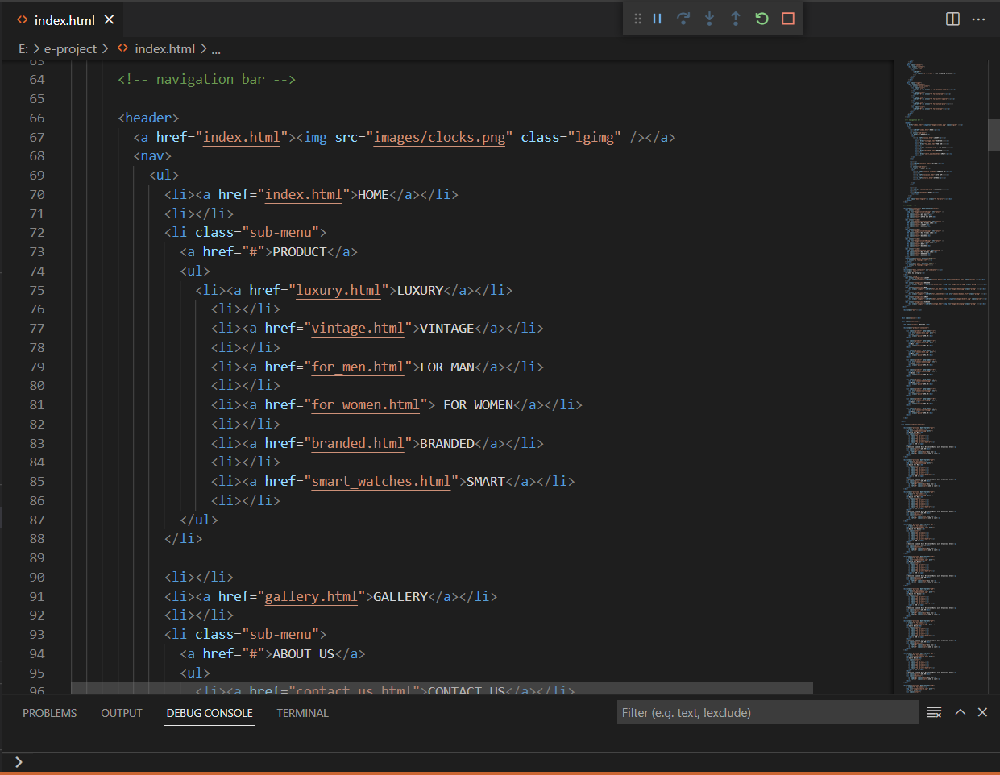 index.html
E: > e-project > index.html > ...
63
64 <!-- navigation bar -->
65
66 <header>
67 <a href="index.html"><img src="images/clocks.png" class="lgimg" /></a>
68 <nav>
69 <ul>
70 <li><a href="index.html">HOME</a></li>
71 <li></li>
72 <li class="sub-menu">
73 <a href="#">PRODUCT</a>
74 <ul>
75 <li><a href="luxury.html">LUXURY</a></li>
76 <li></li>
77 <li><a href="vintage.html">VINTAGE</a></li>
78 <li></li>
79 <li><a href="for_men.html">FOR MAN</a></li>
80 <li></li>
81 <li><a href="for_women.html"> FOR WOMEN</a></li>
82 <li></li>
83 <li><a href="branded.html">BRANDED</a></li>
84 <li></li>
85 <li><a href="smart_watches.html">SMART</a></li>
86 <li></li>
87 </ul>
88 </li>
89
90 <li></li>
91 <li><a href="gallery.html">GALLERY</a></li>
92 <li></li>
93 <li class="sub-menu">
94 <a href="#">ABOUT US</a>
95 <ul>
96 <li><a href="contact_us.html">CONTACT US</a></li>
PROBLEMS OUTPUT DEBUG CONSOLE TERMINAL Filter (e.g. text, !exclude)